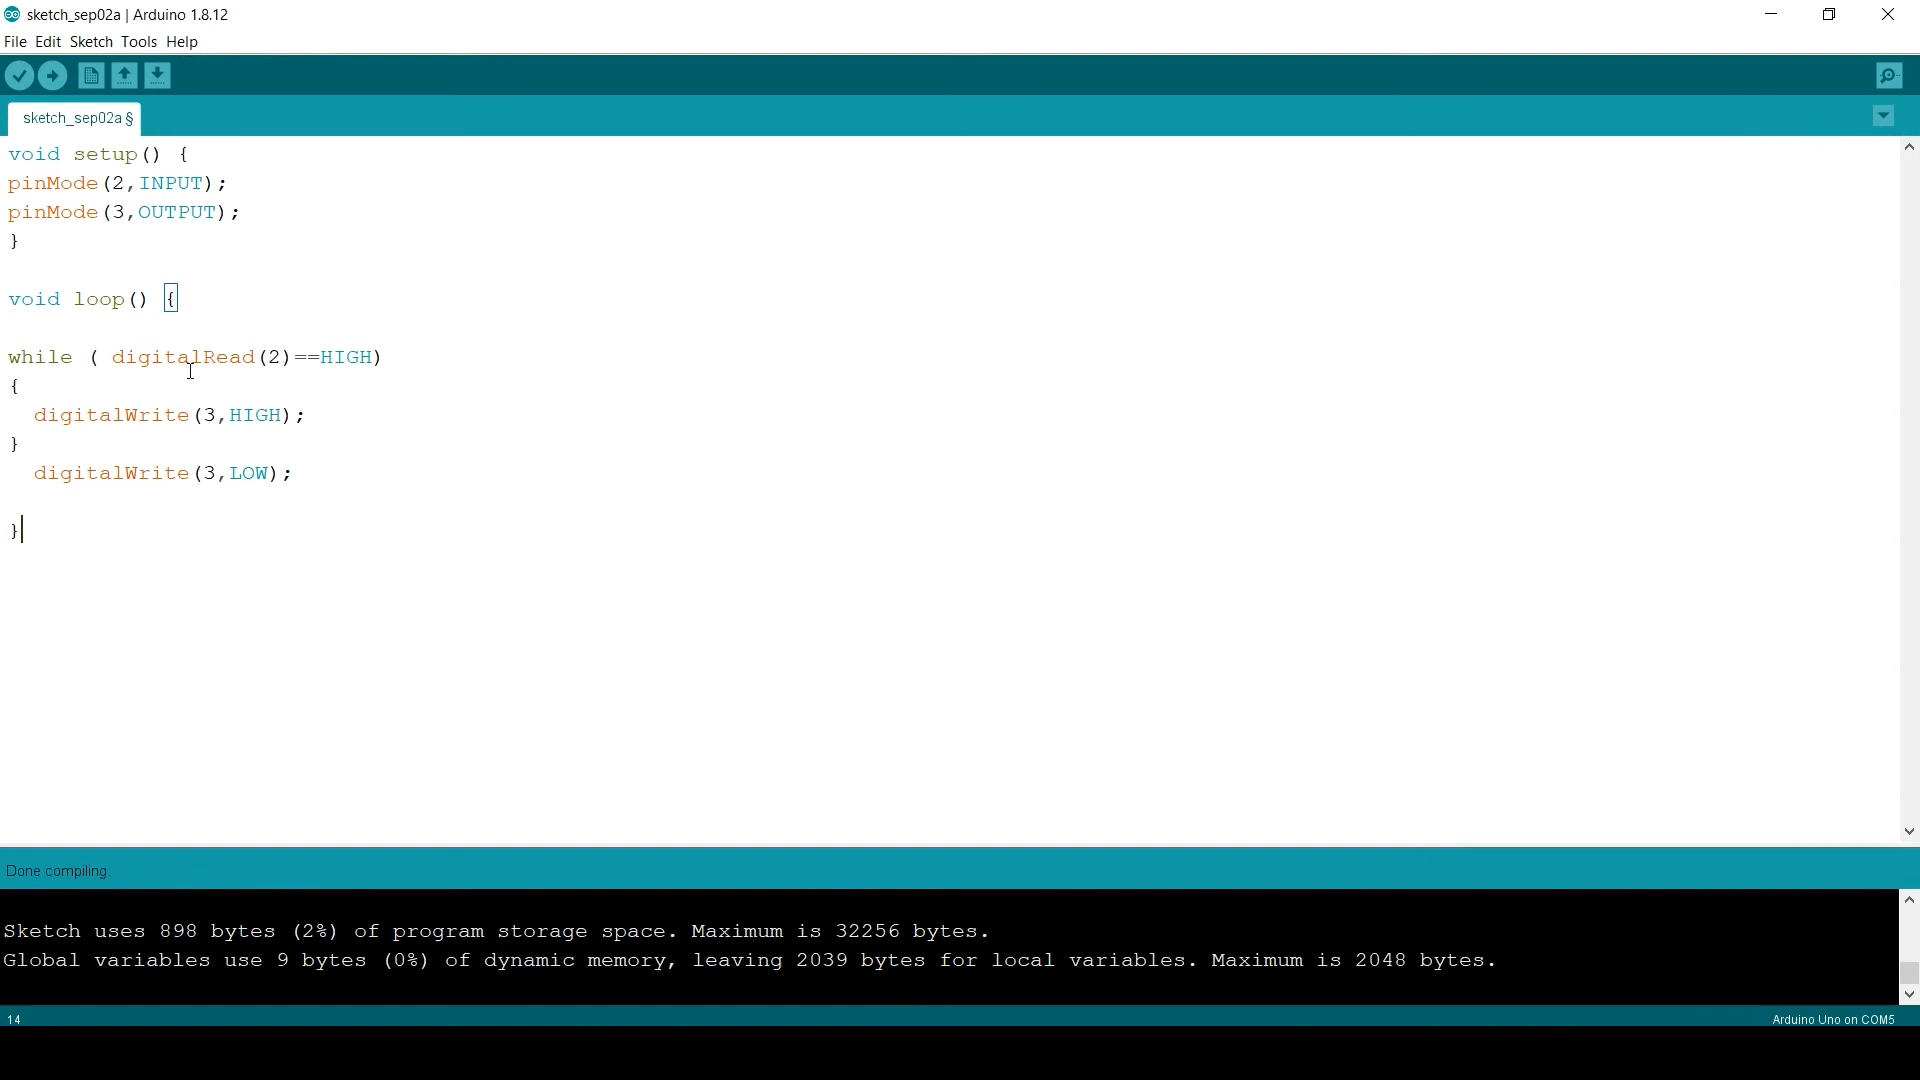 sketch_sep02a | Arduino 1.8.12
File Edit Sketch Tools Help
sketch_sep02a §
void setup() {
pinMode(2,INPUT);
pinMode(3,OUTPUT);
}
void loop() {
while ( digitalRead(2)==HIGH)
{
  digitalWrite(3,HIGH);
}
  digitalWrite(3,LOW);
}
Done compiling.
Sketch uses 898 bytes (2%) of program storage space. Maximum is 32256 bytes.
Global variables use 9 bytes (0%) of dynamic memory, leaving 2039 bytes for local variables. Maximum is 2048 bytes.
14 Arduino Uno on COM5